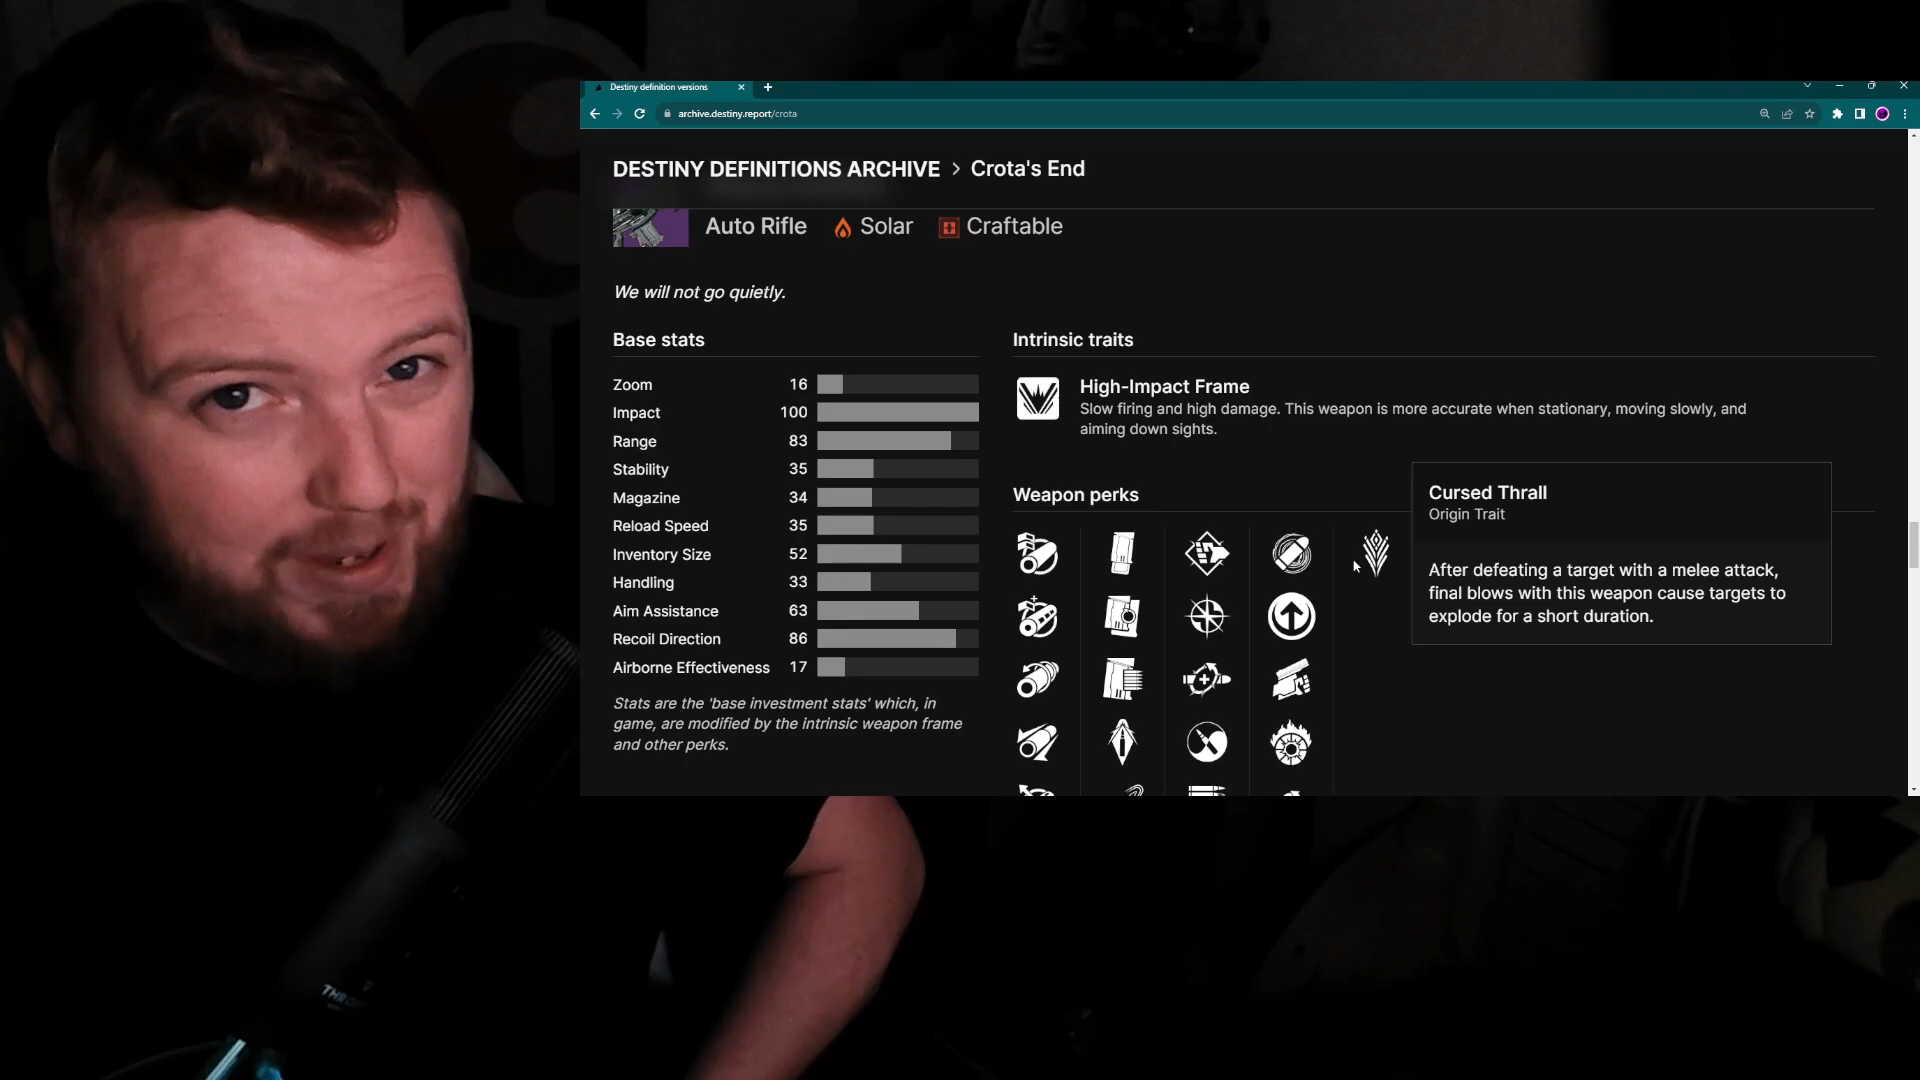 Destiny definition versions
archive.destiny.report/crota
DESTINY DEFINITIONS ARCHIVE > Crota's End
Auto Rifle Solar Craftable
We will not go quietly.
Base stats
Zoom 16
Impact 100
Range 83
Stability 35
Magazine 34
Reload Speed 35
Inventory Size 52
Handling 33
Aim Assistance 63
Recoil Direction 86
Airborne Effectiveness 17
Stats are the 'base investment stats' which, in
game, are modified by the intrinsic weapon frame
and other perks.
Intrinsic traits
High-Impact Frame
Slow firing and high damage. This weapon is more accurate when stationary, moving slowly, and
aiming down sights.
Weapon perks
Cursed Thrall
Origin Trait
After defeating a target with a melee attack,
final blows with this weapon cause targets to
explode for a short duration.